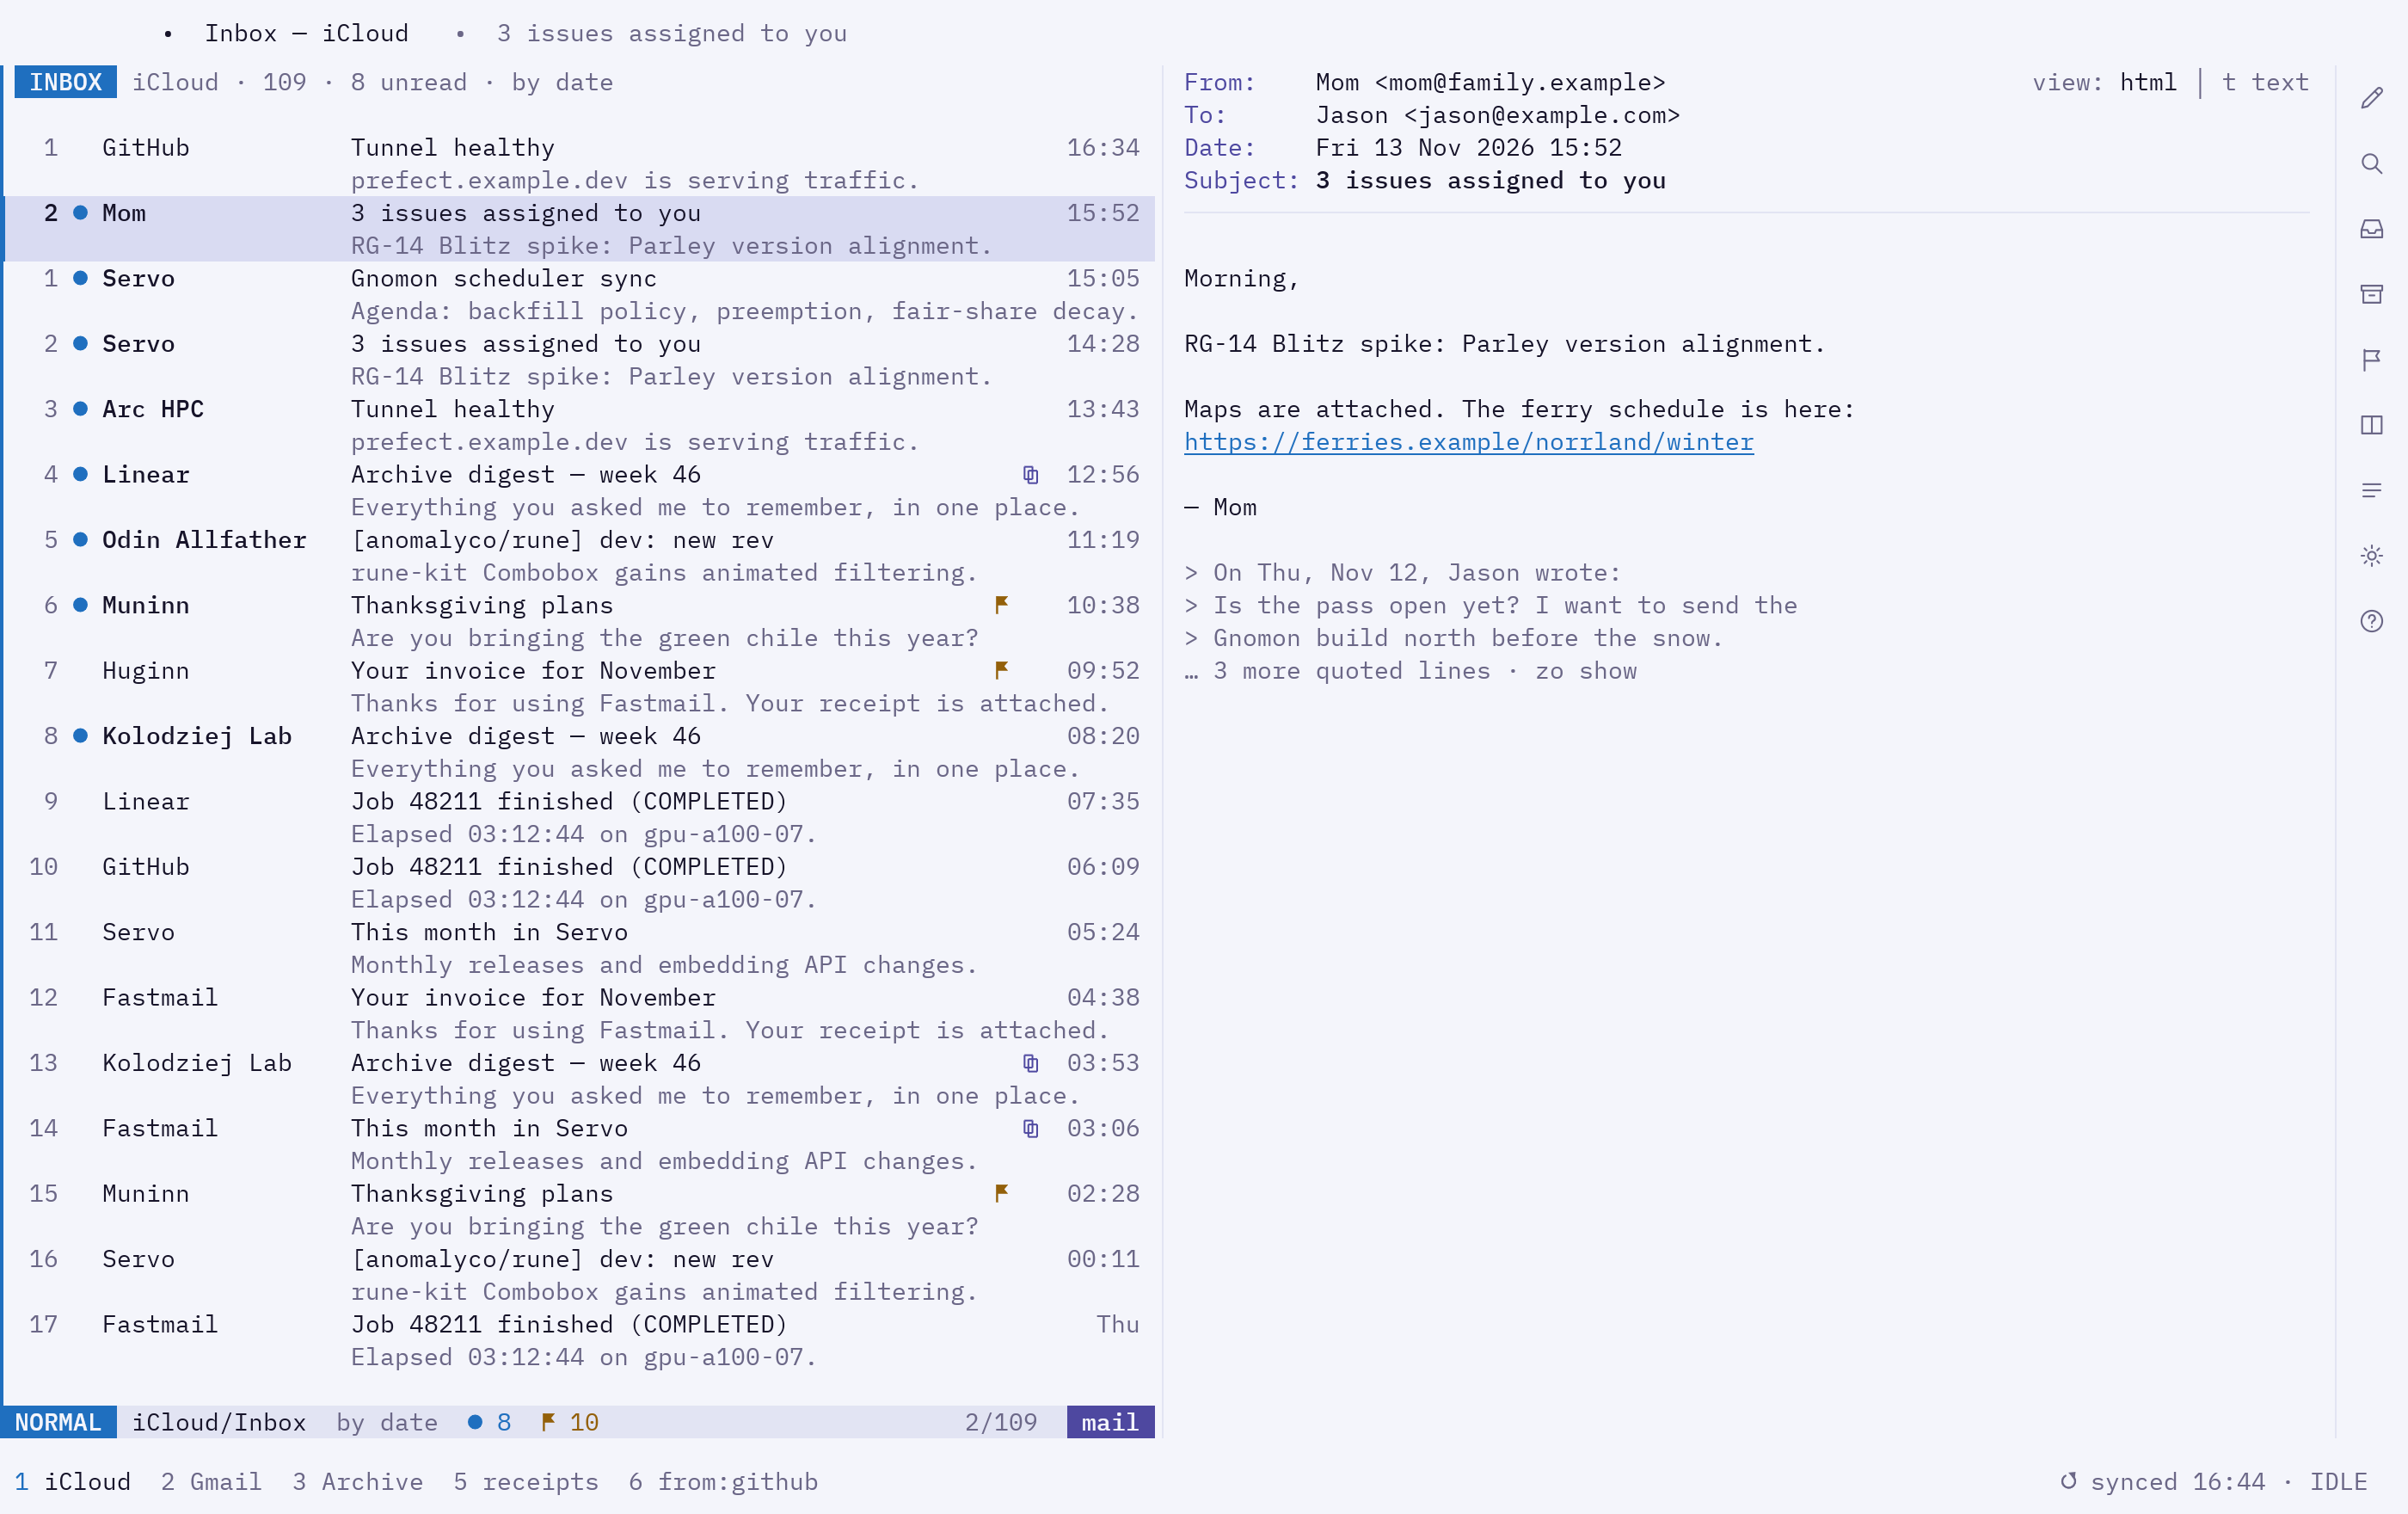 • Inbox — iCloud • 3 issues assigned to you
INBOX iCloud · 109 · 8 unread · by date
1 GitHub Tunnel healthy 16:34
prefect.example.dev is serving traffic.
2 ● Mom 3 issues assigned to you 15:52
RG-14 Blitz spike: Parley version alignment.
1 ● Servo Gnomon scheduler sync 15:05
Agenda: backfill policy, preemption, fair-share decay.
2 ● Servo 3 issues assigned to you 14:28
RG-14 Blitz spike: Parley version alignment.
3 ● Arc HPC Tunnel healthy 13:43
prefect.example.dev is serving traffic.
4 ● Linear Archive digest — week 46 12:56
Everything you asked me to remember, in one place.
5 ● Odin Allfather [anomalyco/rune] dev: new rev 11:19
rune-kit Combobox gains animated filtering.
6 ● Muninn Thanksgiving plans 10:38
Are you bringing the green chile this year?
7 Huginn Your invoice for November 09:52
Thanks for using Fastmail. Your receipt is attached.
8 ● Kolodziej Lab Archive digest — week 46 08:20
Everything you asked me to remember, in one place.
9 Linear Job 48211 finished (COMPLETED) 07:35
Elapsed 03:12:44 on gpu-a100-07.
10 GitHub Job 48211 finished (COMPLETED) 06:09
Elapsed 03:12:44 on gpu-a100-07.
11 Servo This month in Servo 05:24
Monthly releases and embedding API changes.
12 Fastmail Your invoice for November 04:38
Thanks for using Fastmail. Your receipt is attached.
13 Kolodziej Lab Archive digest — week 46 03:53
Everything you asked me to remember, in one place.
14 Fastmail This month in Servo 03:06
Monthly releases and embedding API changes.
15 Muninn Thanksgiving plans 02:28
Are you bringing the green chile this year?
16 Servo [anomalyco/rune] dev: new rev 00:11
rune-kit Combobox gains animated filtering.
17 Fastmail Job 48211 finished (COMPLETED) Thu
Elapsed 03:12:44 on gpu-a100-07.
NORMAL iCloud/Inbox by date ● 8 10 2/109 mail
From: Mom <mom@family.example> view: html │ t text
To: Jason <jason@example.com>
Date: Fri 13 Nov 2026 15:52
Subject: 3 issues assigned to you
Morning,
RG-14 Blitz spike: Parley version alignment.
Maps are attached. The ferry schedule is here:
https://ferries.example/norrland/winter
— Mom
> On Thu, Nov 12, Jason wrote:
> Is the pass open yet? I want to send the
> Gnomon build north before the snow.
… 3 more quoted lines · zo show
1 iCloud 2 Gmail 3 Archive 5 receipts 6 from:github synced 16:44 · IDLE